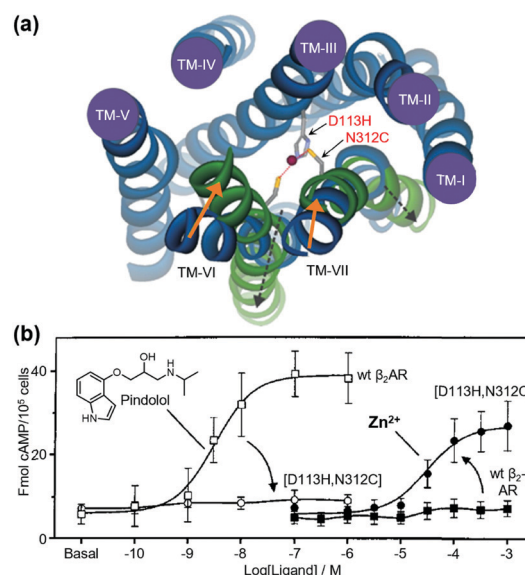 (a)
TM-III
TM-IV
D113H
TM-II
TM-V
N312C
TM-I
TM-VI
TM-VII
(b)
OH
H
N
O
wt β₂AR
40
Pindolol
[D113H,N312C]
Zn²⁺
20
[D113H,N312C]
wt β₂-
AR
N
H
0
Fmol cAMP/10⁵ cells
Basal -10 -9 -8 -7 -6 -5 -4 -3
Log[Ligand] / M